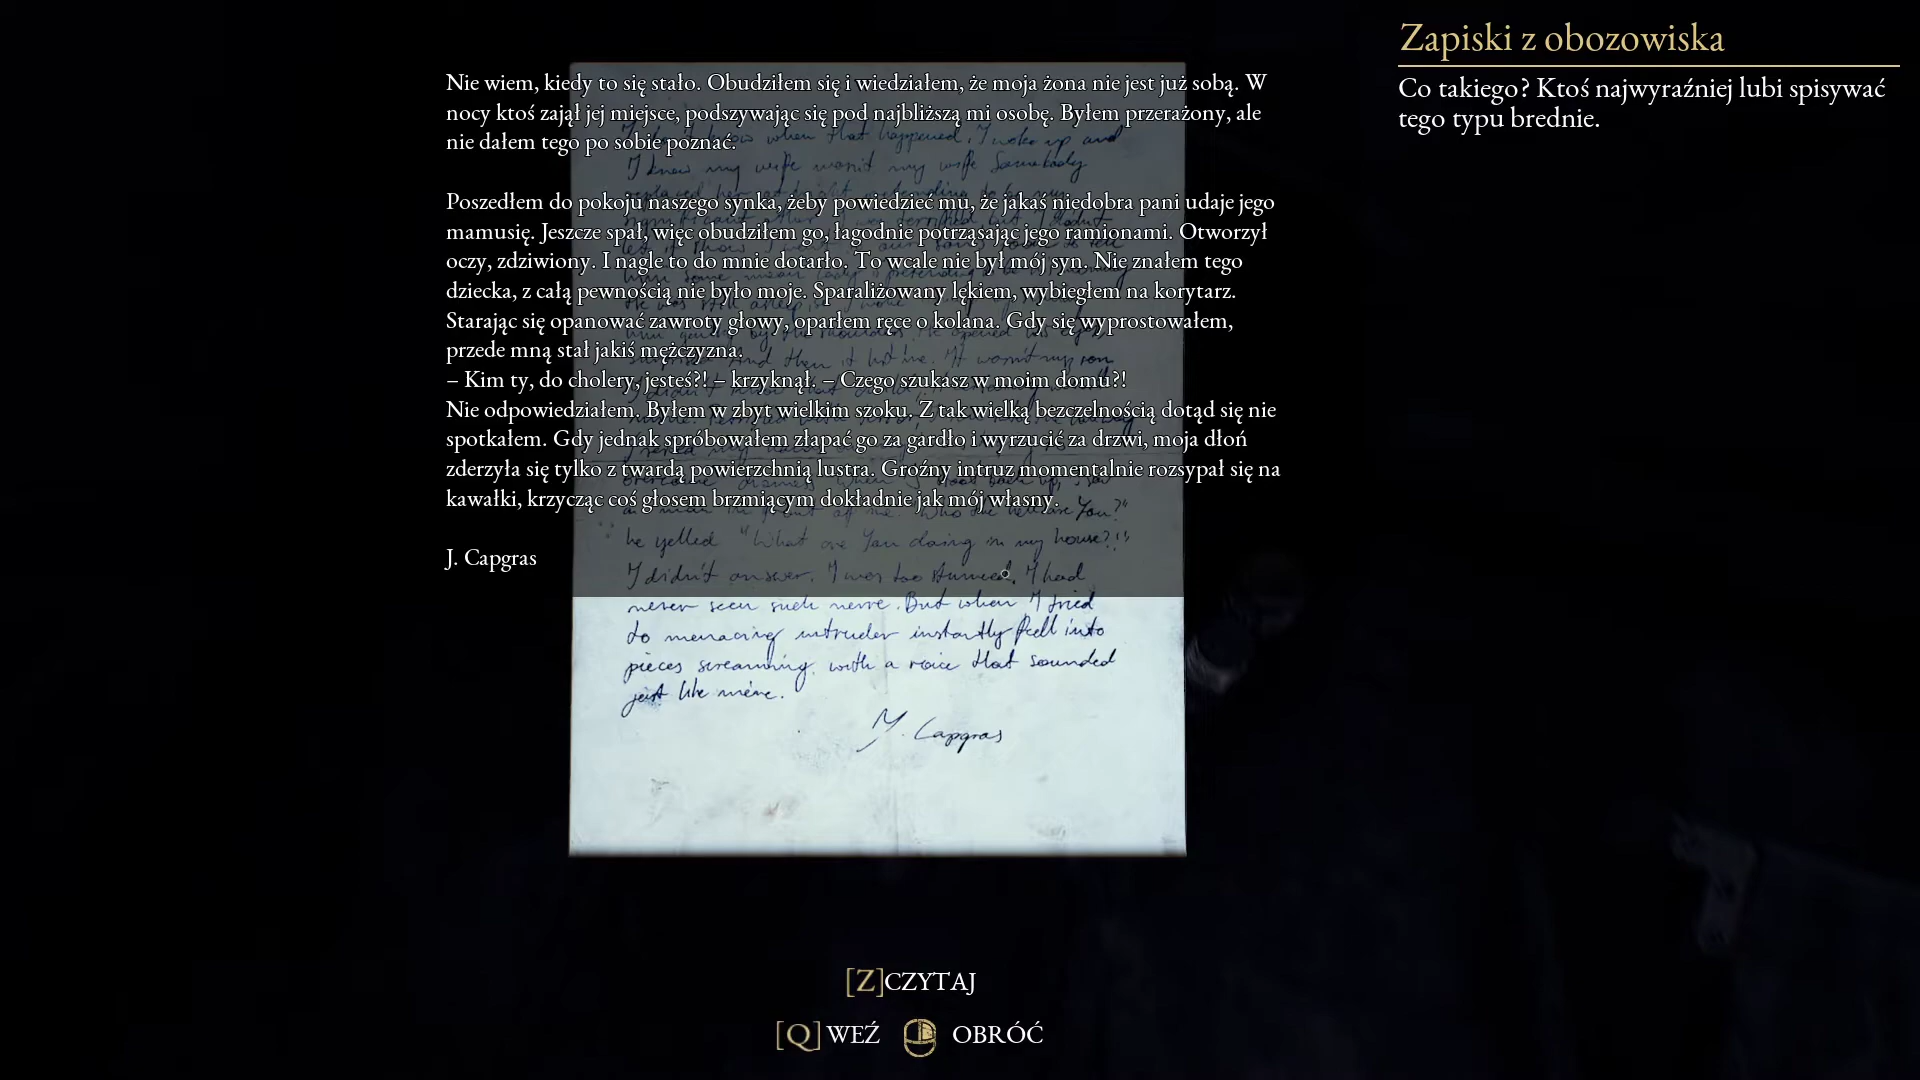 Nie wiem, kiedy to się stało. Obudziłem się i wiedziałem, że moja żona nie jest już sobą. W
nocy ktoś zajął jej miejsce, podszywając się pod najbliższą mi osobę. Byłem przerażony, ale
nie dałem tego po sobie poznać.
Poszedłem do pokoju naszego synka, żeby powiedzieć mu, że jakaś niedobra pani udaje jego
mamusię. Jeszcze spał, więc obudziłem go, łagodnie potrząsając jego ramionami. Otworzył
oczy, zdziwiony. I nagle to do mnie dotarło. To wcale nie był mój syn. Nie znałem tego
dziecka, z całą pewnością nie było moje. Sparaliżowany lękiem, wybiegłem na korytarz.
Starając się opanować zawroty głowy, oparłem ręce o kolana. Gdy się wyprostowałem,
przede mną stał jakiś mężczyzna.
– Kim ty, do cholery, jesteś?! – krzyknął. – Czego szukasz w moim domu?!
Nie odpowiedziałem. Byłem w zbyt wielkim szoku. Z tak wielką bezczelnością dotąd się nie
spotkałem. Gdy jednak spróbowałem złapać go za gardło i wyrzucić za drzwi, moja dłoń
zderzyła się tylko z twardą powierzchnią lustra. Groźny intruz momentalnie rozsypał się na
kawałki, krzycząc coś głosem brzmiącym dokładnie jak mój własny.
J. Capgras
he yelled "What are You doing in my house?!"
I didn't answer. I was too stunned. I had
never seen such nerve. But when I tried
to menacing intruder instantly fell into
pieces screaming with a voice that sounded
just like mine.
Capgras
Zapiski z obozowiska
Co takiego? Ktoś najwyraźniej lubi spisywać
tego typu brednie.
[Z]CZYTAJ
[Q] WEŹ OBRÓĆ